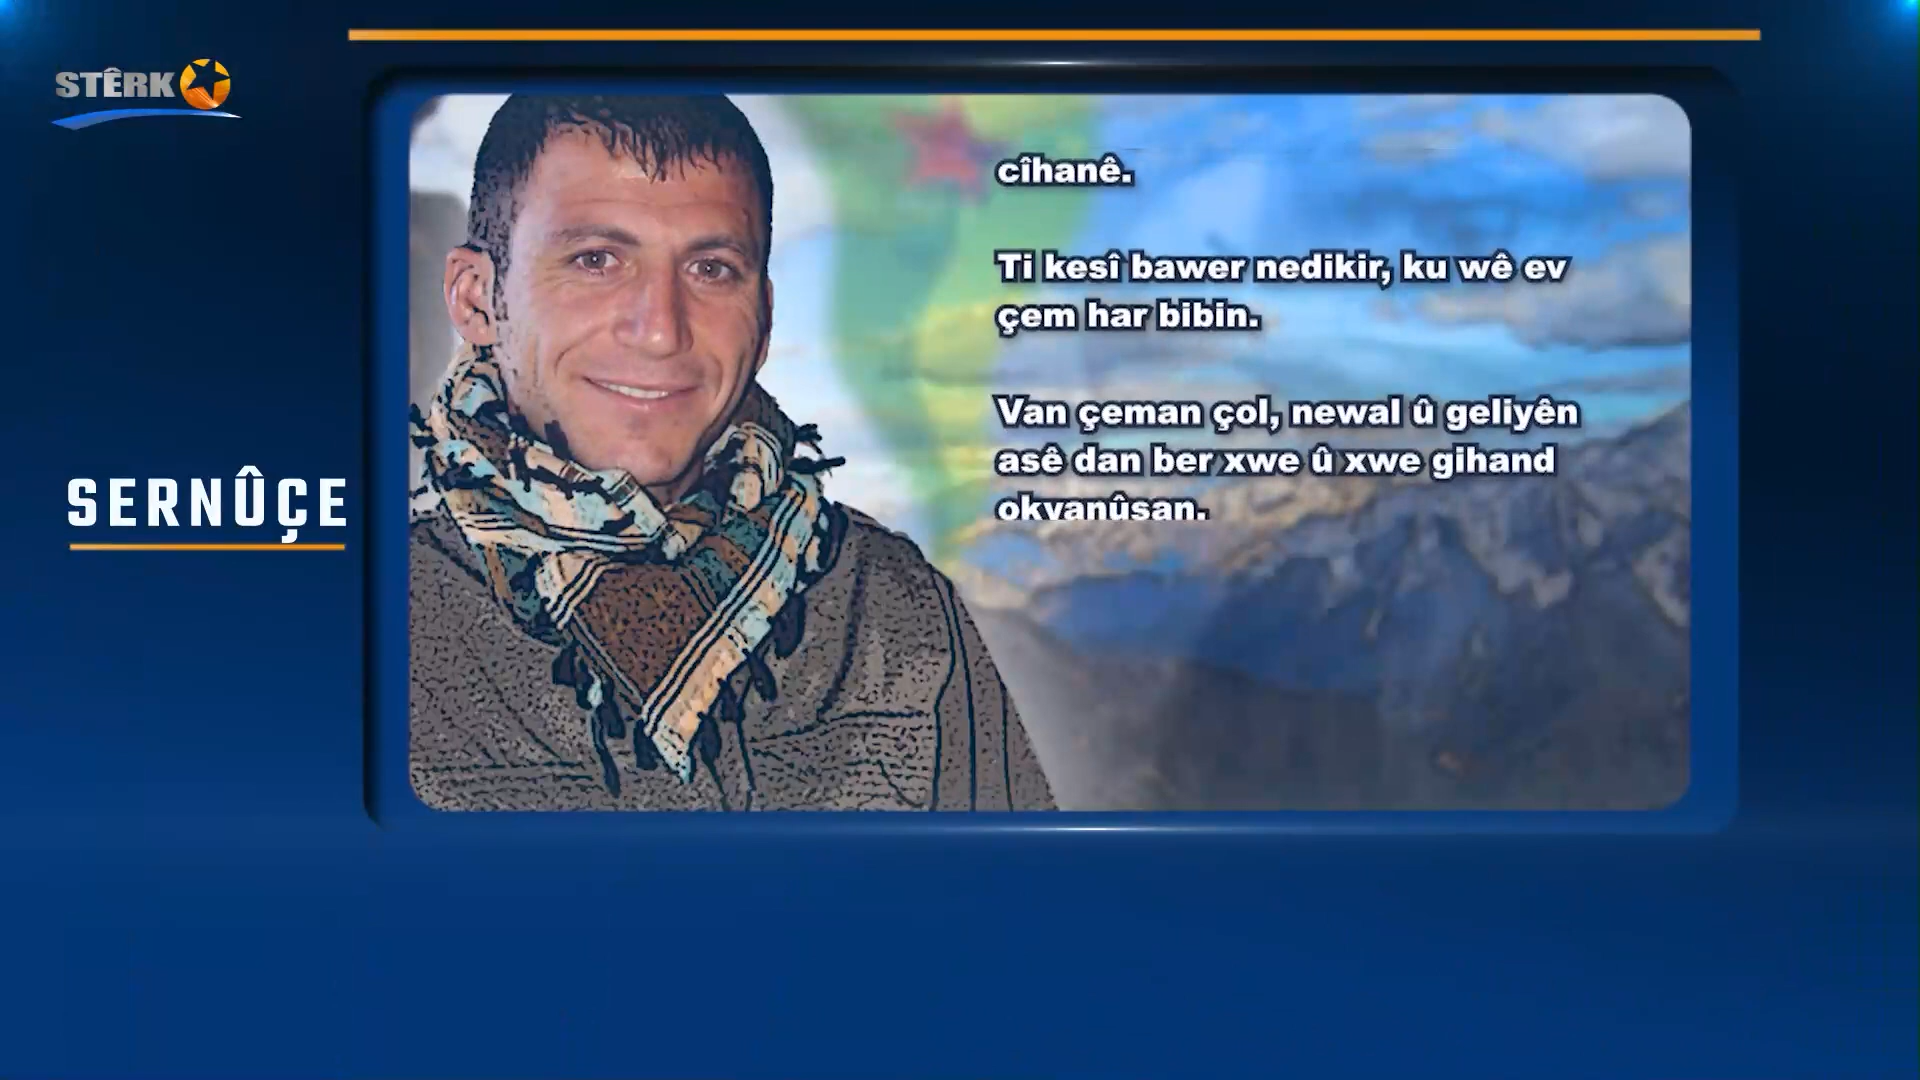 STÊRK
cîhanê.
Ti kesî bawer nedikir, ku wê ev
çem har bibin.
Van çeman çol, newal û geliyên
asê dan ber xwe û xwe gihand
okyanûsan.
SERNÛÇE